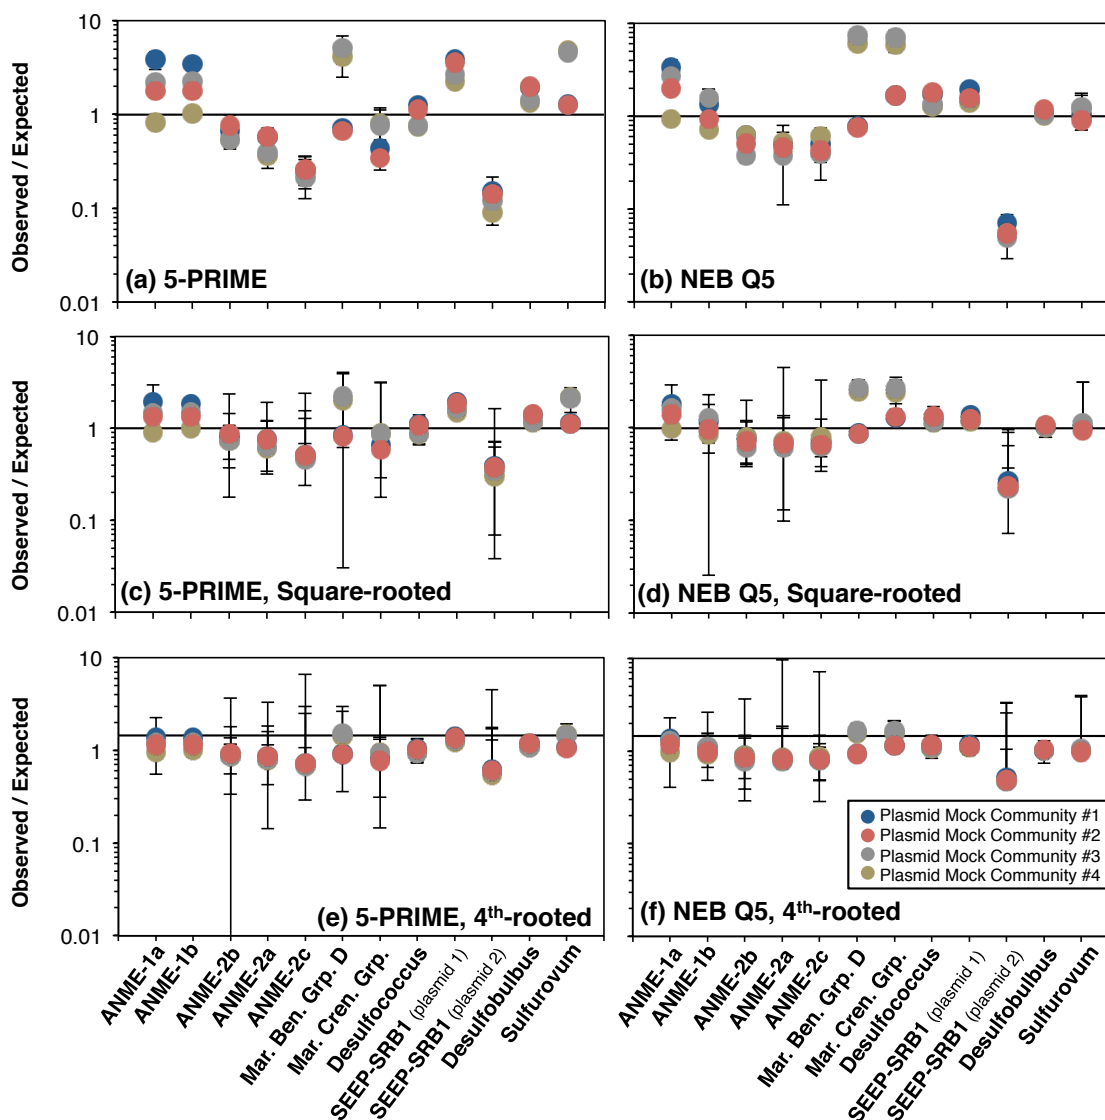 10
1
0.1
0.01
Observed / Expected
(a) 5-PRIME
(b) NEB Q5
10
1
0.1
0.01
Observed / Expected
(c) 5-PRIME, Square-rooted
(d) NEB Q5, Square-rooted
10
1
0.1
0.01
Observed / Expected
(e) 5-PRIME, 4th-rooted
(f) NEB Q5, 4th-rooted
Plasmid Mock Community #1
Plasmid Mock Community #2
Plasmid Mock Community #3
Plasmid Mock Community #4
ANME-1a
ANME-1b
ANME-2b
ANME-2a
ANME-2c
Mar. Ben. Grp. D
Mar. Cren. Grp.
Desulfococcus
SEEP-SRB1 (plasmid 1)
SEEP-SRB1 (plasmid 2)
Desulfobulbus
Sulfurovum
ANME-1a
ANME-1b
ANME-2b
ANME-2a
ANME-2c
Mar. Ben. Grp. D
Mar Cren. Grp.
Desulfococcus
SEEP-SRB1 (plasmid 1)
SEEP-SRB1 (plasmid 2)
Desulfobulbus
Sulfurovum